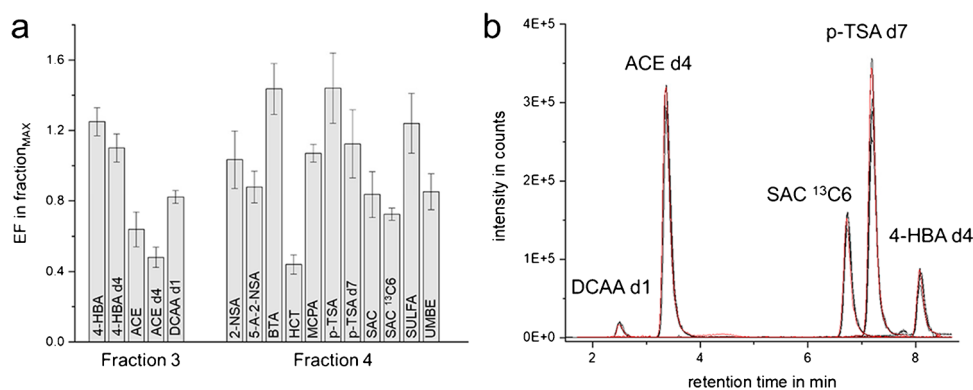 a
EF in fractionMAX
1.6
1.2
0.8
0.4
0.0
4-HBA
4-HBA d4
ACE
ACE d4
DCAA d1
2-NSA
5-A-2-NSA
BTA
HCT
MCPA
p-TSA
p-TSA d7
SAC
SAC ¹³C6
SULFA
UMBE
Fraction 3
Fraction 4
b
intensity in counts
4E+5
3E+5
2E+5
1E+5
0E+0
p-TSA d7
ACE d4
SAC ¹³C6
4-HBA d4
DCAA d1
2 4 6 8
retention time in min